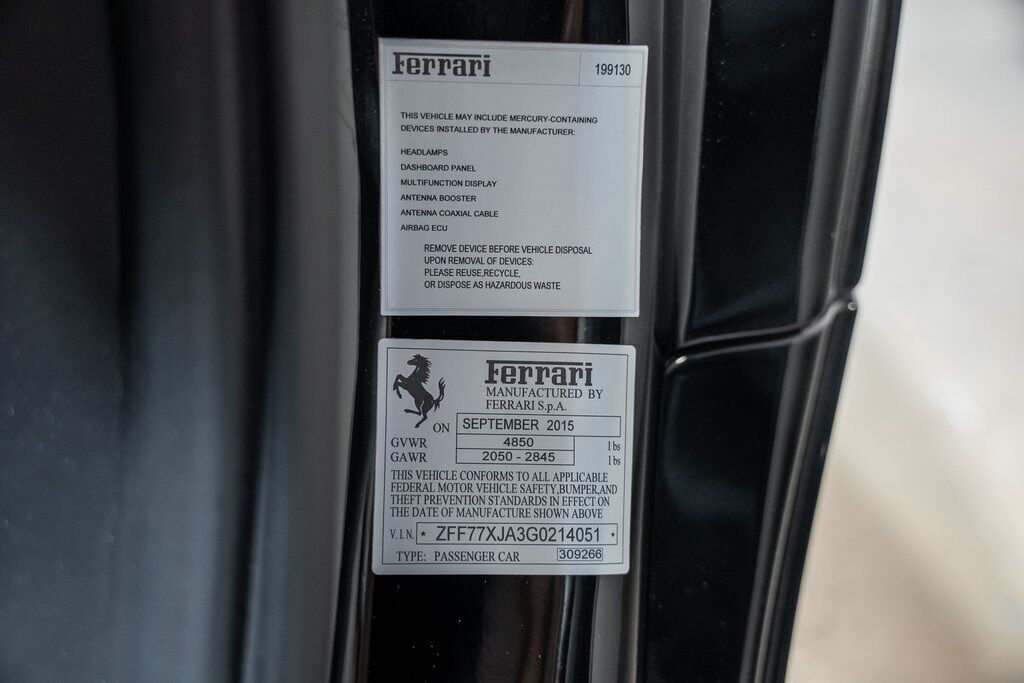 Ferrari 199130
THIS VEHICLE MAY INCLUDE MERCURY-CONTAINING
DEVICES INSTALLED BY THE MANUFACTURER:
HEADLAMPS
DASHBOARD PANEL
MULTIFUNCTION DISPLAY
ANTENNA BOOSTER
ANTENNA COAXIAL CABLE
AIRBAG ECU
REMOVE DEVICE BEFORE VEHICLE DISPOSAL
UPON REMOVAL OF DEVICES:
PLEASE REUSE,RECYCLE,
OR DISPOSE AS HAZARDOUS WASTE
Ferrari
MANUFACTURED BY
FERRARI S.p.A.
ON SEPTEMBER 2015
GVWR 4850 lbs
GAWR 2050 - 2845 lbs
THIS VEHICLE CONFORMS TO ALL APPLICABLE
FEDERAL MOTOR VEHICLE SAFETY,BUMPER,AND
THEFT PREVENTION STANDARDS IN EFFECT ON
THE DATE OF MANUFACTURE SHOWN ABOVE
V.I.N. * ZFF77XJA3G0214051 *
TYPE: PASSENGER CAR 309266